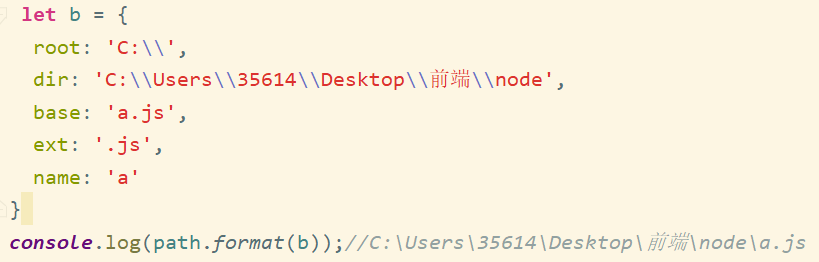 let b = {
root: 'C:\\',
dir: 'C:\\Users\\35614\\Desktop\\前端\\node',
base: 'a.js',
ext: '.js',
name: 'a'
}
console.log(path.format(b));//C:\Users\35614\Desktop\前端\node\a.js